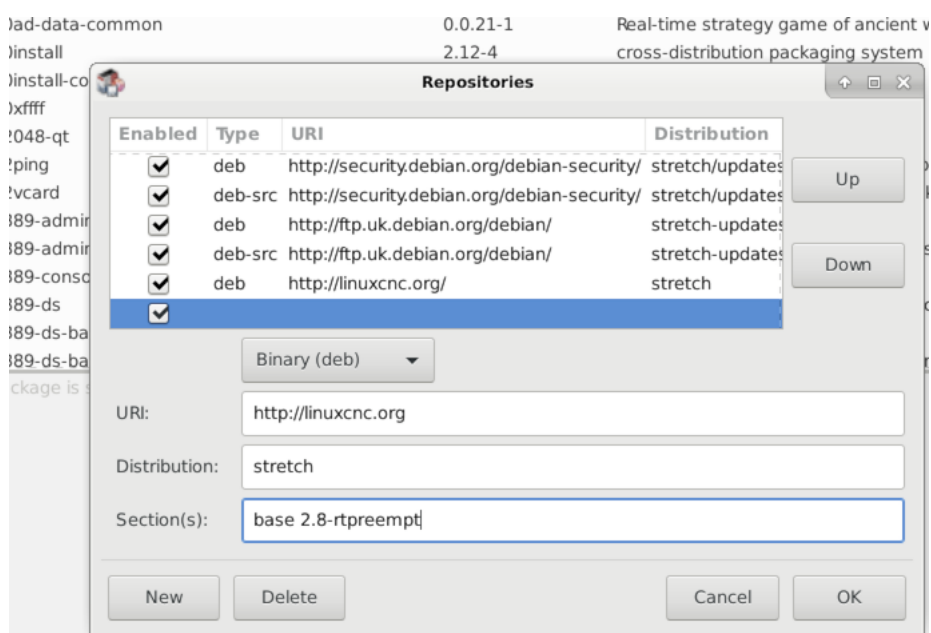 0ad-data-common 0.0.21-1 Real-time strategy game of ancient
0install 2.12-4 cross-distribution packaging system
0install-co
Repositories
0xffff
2048-qt
Enabled Type URI Distribution
2ping
deb http://security.debian.org/debian-security/ stretch/updates
Up
2vcard
deb-src http://security.debian.org/debian-security/ stretch/updates
389-admin
deb http://ftp.uk.debian.org/debian/ stretch-updates
389-admin
deb-src http://ftp.uk.debian.org/debian/ stretch-updates
Down
389-conso
deb http://linuxcnc.org/ stretch
389-ds
389-ds-ba
389-ds-ba
Binary (deb)
ckage is s
URI: http://linuxcnc.org
Distribution: stretch
Section(s): base 2.8-rtpreempt
New Delete Cancel OK